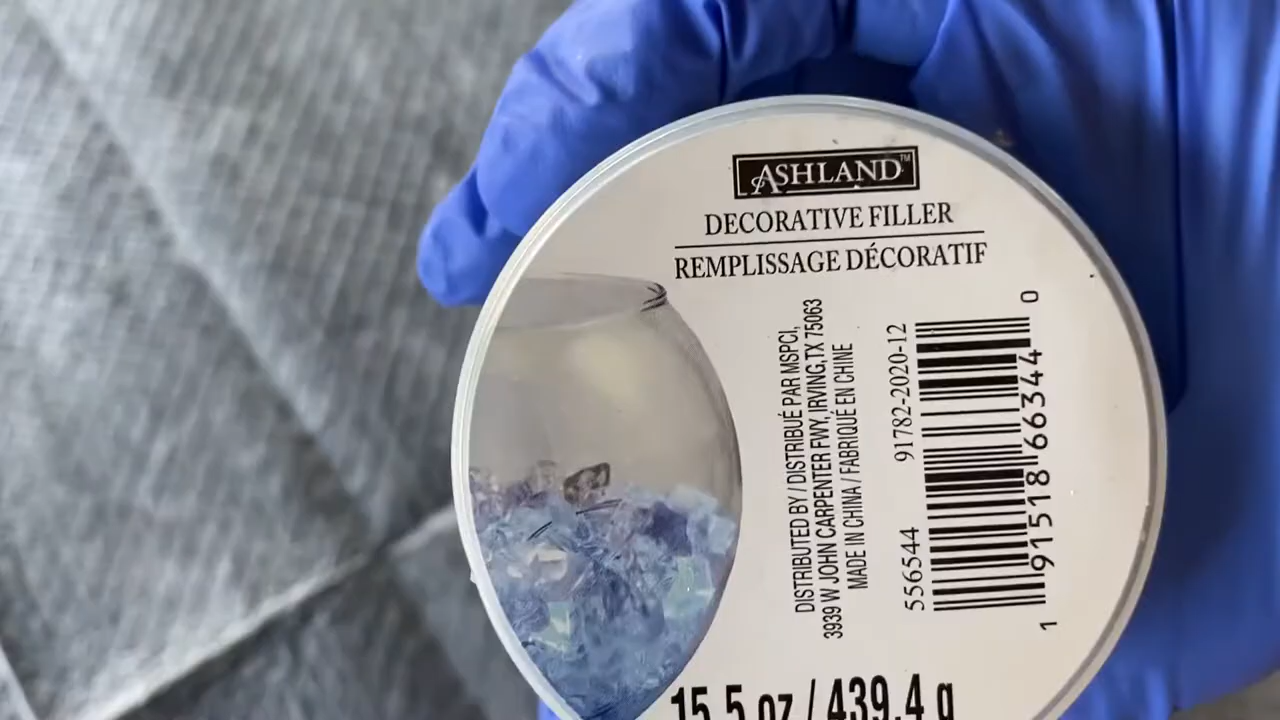 ASHLAND™
DECORATIVE FILLER
REMPLISSAGE DÉCORATIF
DISTRIBUTED BY / DISTRIBUÉ PAR MSPCI,
3939 W JOHN CARPENTER FWY, IRVING,TX 75063
MADE IN CHINA / FABRIQUÉ EN CHINE
91782-2020-12
556544
1 91518 66344 0
15.5 oz / 439.4 g